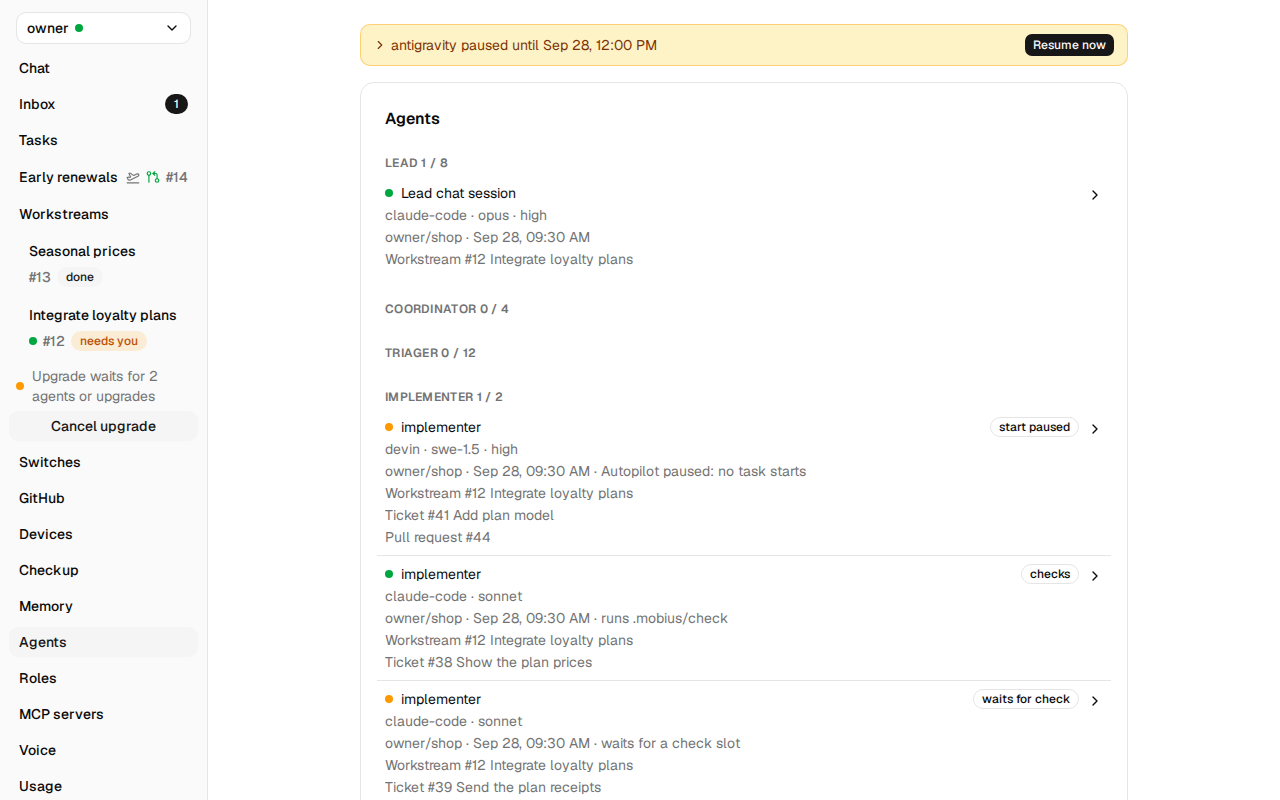 owner
Chat
Inbox
1
Tasks
Early renewals #14
Workstreams
Seasonal prices
#13 done
Integrate loyalty plans
#12 needs you
Upgrade waits for 2
agents or upgrades
Cancel upgrade
Switches
GitHub
Devices
Checkup
Memory
Agents
Roles
MCP servers
Voice
Usage
antigravity paused until Sep 28, 12:00 PM
Resume now
Agents
LEAD 1 / 8
Lead chat session
claude-code · opus · high
owner/shop · Sep 28, 09:30 AM
Workstream #12 Integrate loyalty plans
COORDINATOR 0 / 4
TRIAGER 0 / 12
IMPLEMENTER 1 / 2
implementer
start paused
devin · swe-1.5 · high
owner/shop · Sep 28, 09:30 AM · Autopilot paused: no task starts
Workstream #12 Integrate loyalty plans
Ticket #41 Add plan model
Pull request #44
implementer
checks
claude-code · sonnet
owner/shop · Sep 28, 09:30 AM · runs .mobius/check
Workstream #12 Integrate loyalty plans
Ticket #38 Show the plan prices
implementer
waits for check
claude-code · sonnet
owner/shop · Sep 28, 09:30 AM · waits for a check slot
Workstream #12 Integrate loyalty plans
Ticket #39 Send the plan receipts